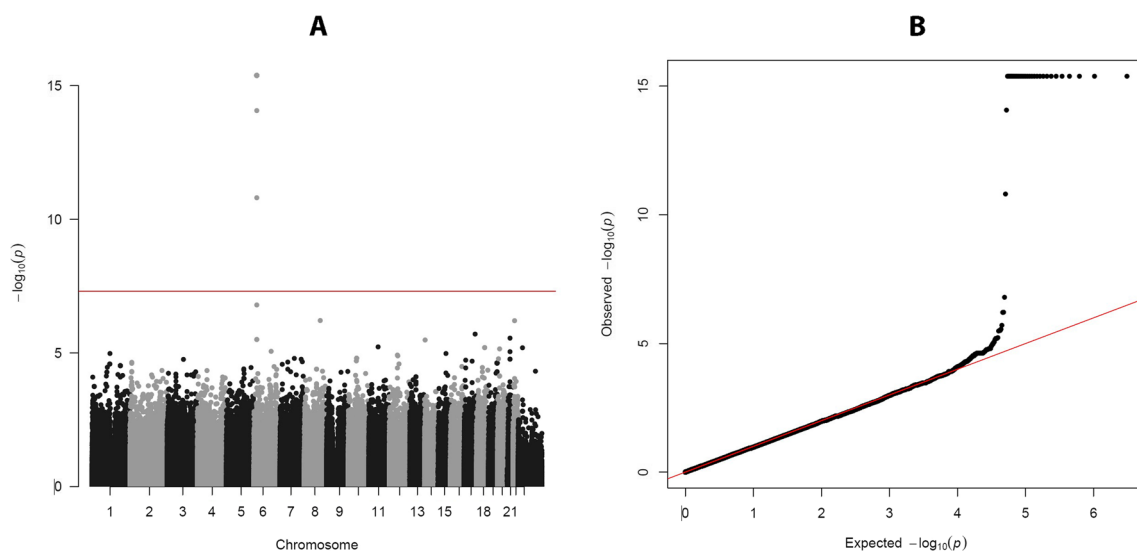 A
15
10
5
0
−log10(p)
1 2 3 4 5 6 7 8 9 11 13 15 18 21
Chromosome
B
15
10
5
0
Observed −log10(p)
0 1 2 3 4 5 6
Expected −log10(p)